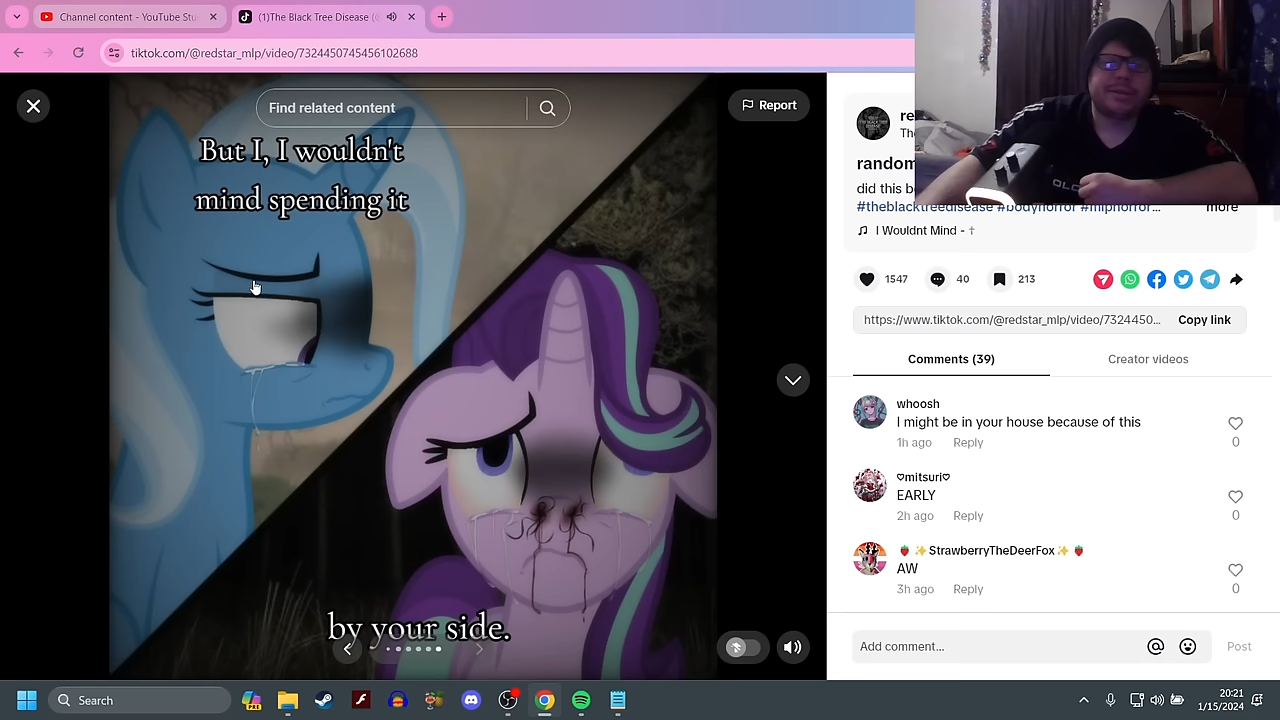 Channel content - YouTube Stu
(1)The Black Tree Disease (
tiktok.com/@redstar_mlp/video/7324450745456102688
Find related content
Report
But I, I wouldn't
mind spending it
by your side.
re
Th
random
did this b
#theblacktreedisease #bodyhorror #mlphorror...
more
I Wouldnt Mind - †
1547
40
213
https://www.tiktok.com/@redstar_mlp/video/7324450...
Copy link
Comments (39)
Creator videos
whoosh
I might be in your house because of this
1h ago
Reply
0
♡mitsuri♡
EARLY
2h ago
Reply
0
🍓 ✨StrawberryTheDeerFox✨ 🍓
AW
3h ago
Reply
0
Add comment...
Post
Search
PRE
20:21
1/15/2024